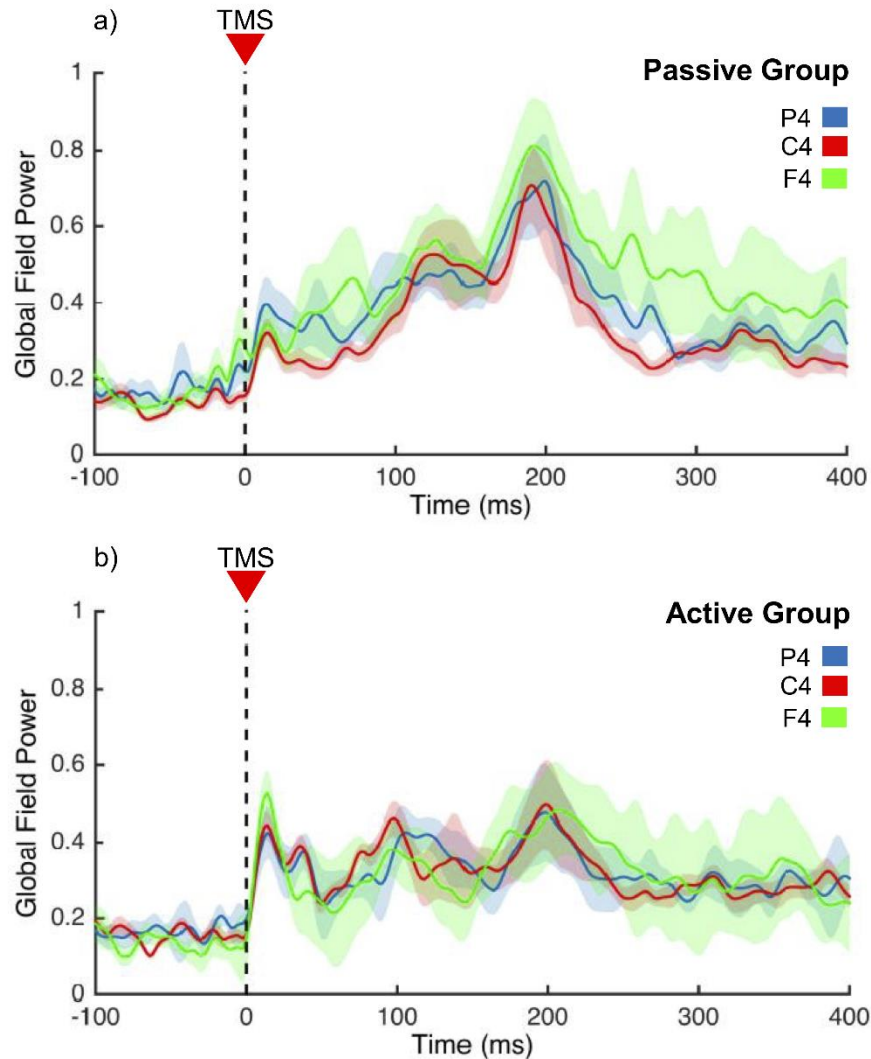 a)
TMS
Passive Group
P4
C4
F4
Global Field Power
1
0.8
0.6
0.4
0.2
0
-100
0
100
200
300
400
Time (ms)
b)
TMS
Active Group
P4
C4
F4
Global Field Power
1
0.8
0.6
0.4
0.2
0
-100
0
100
200
300
400
Time (ms)